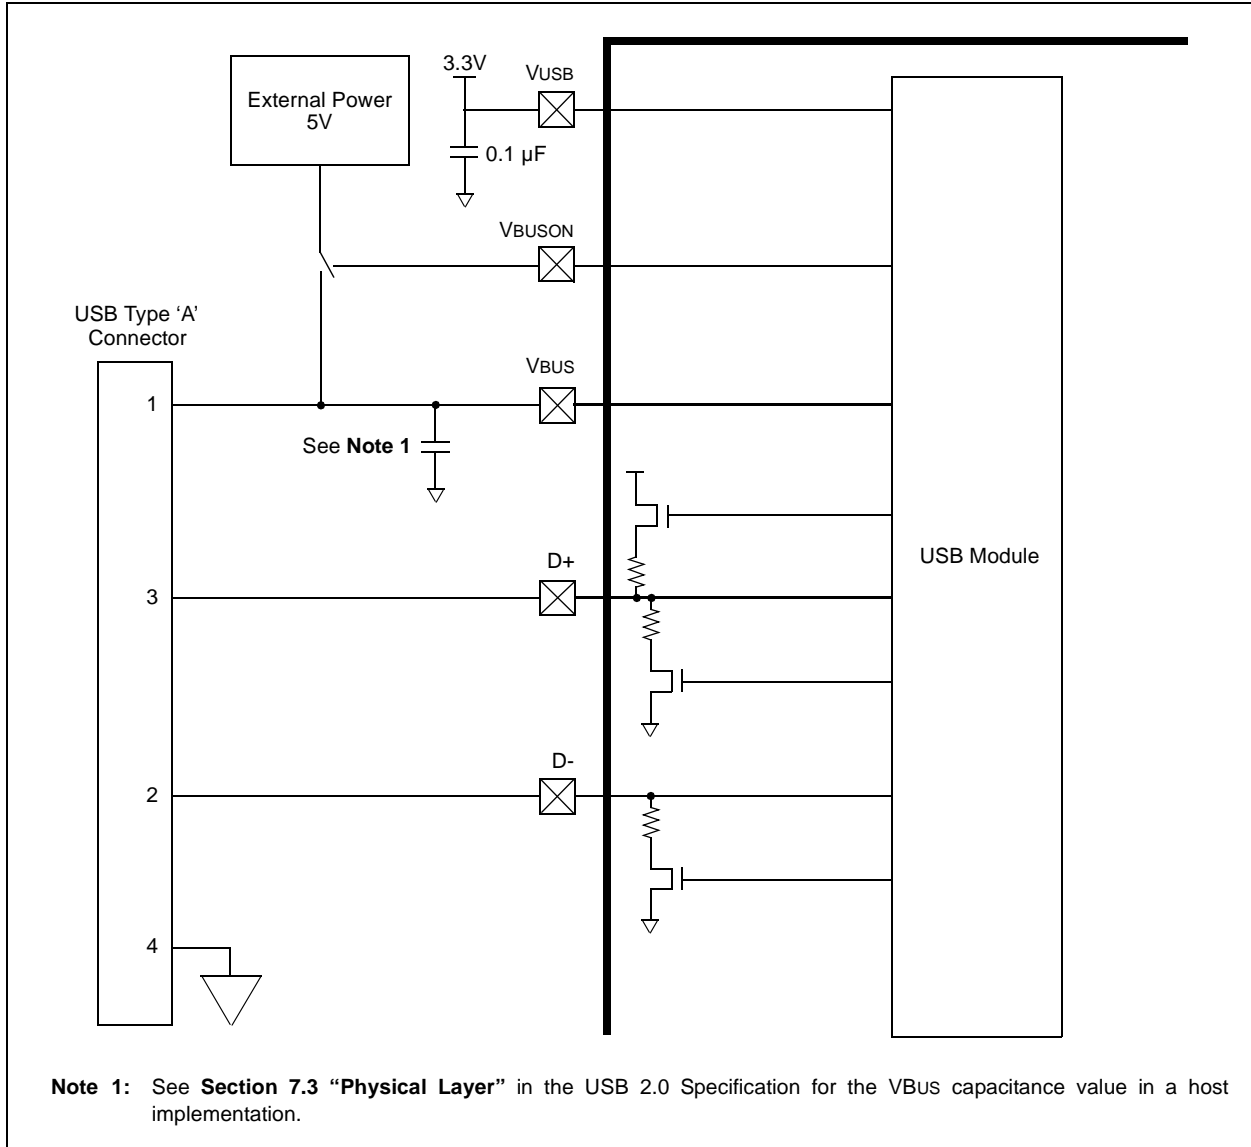 External Power
5V
3.3V
VUSB
0.1 µF
VBUSON
USB Type ‘A’
Connector
VBUS
1
See Note 1
D+
USB Module
3
D-
2
4
Note 1: See Section 7.3 “Physical Layer” in the USB 2.0 Specification for the VBUS capacitance value in a host
implementation.